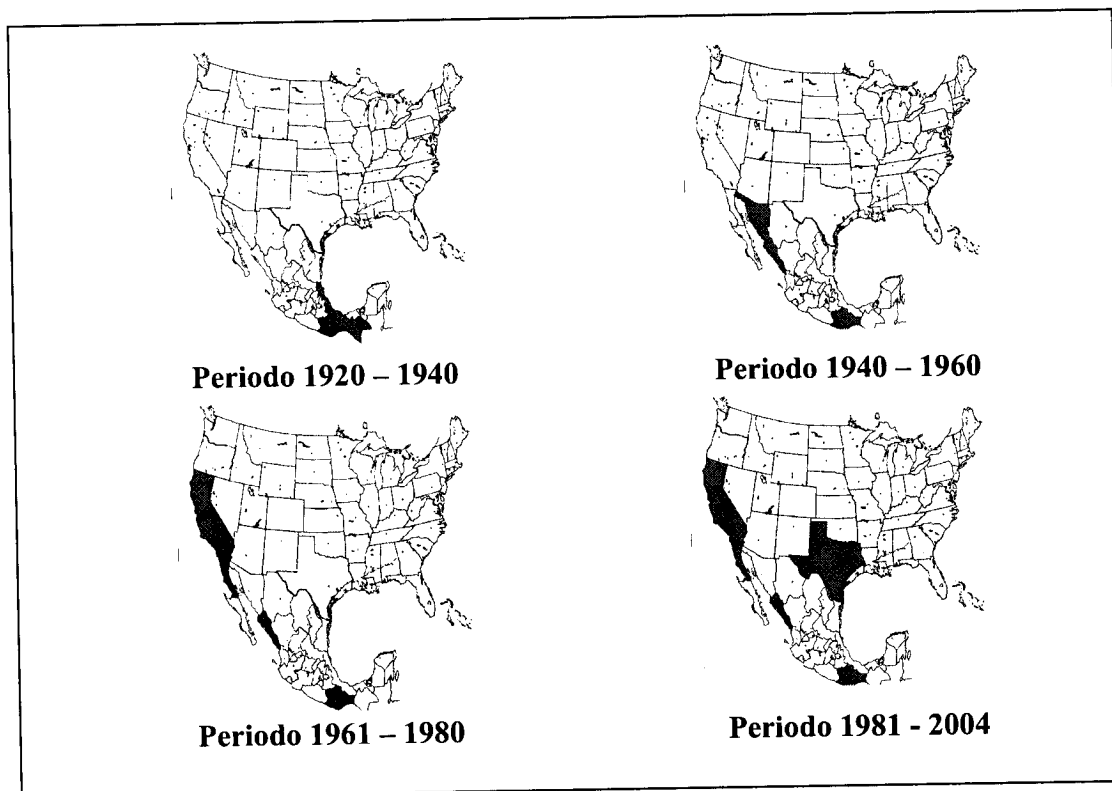 Periodo 1920 – 1940
Periodo 1940 – 1960
Periodo 1961 – 1980
Periodo 1981 - 2004